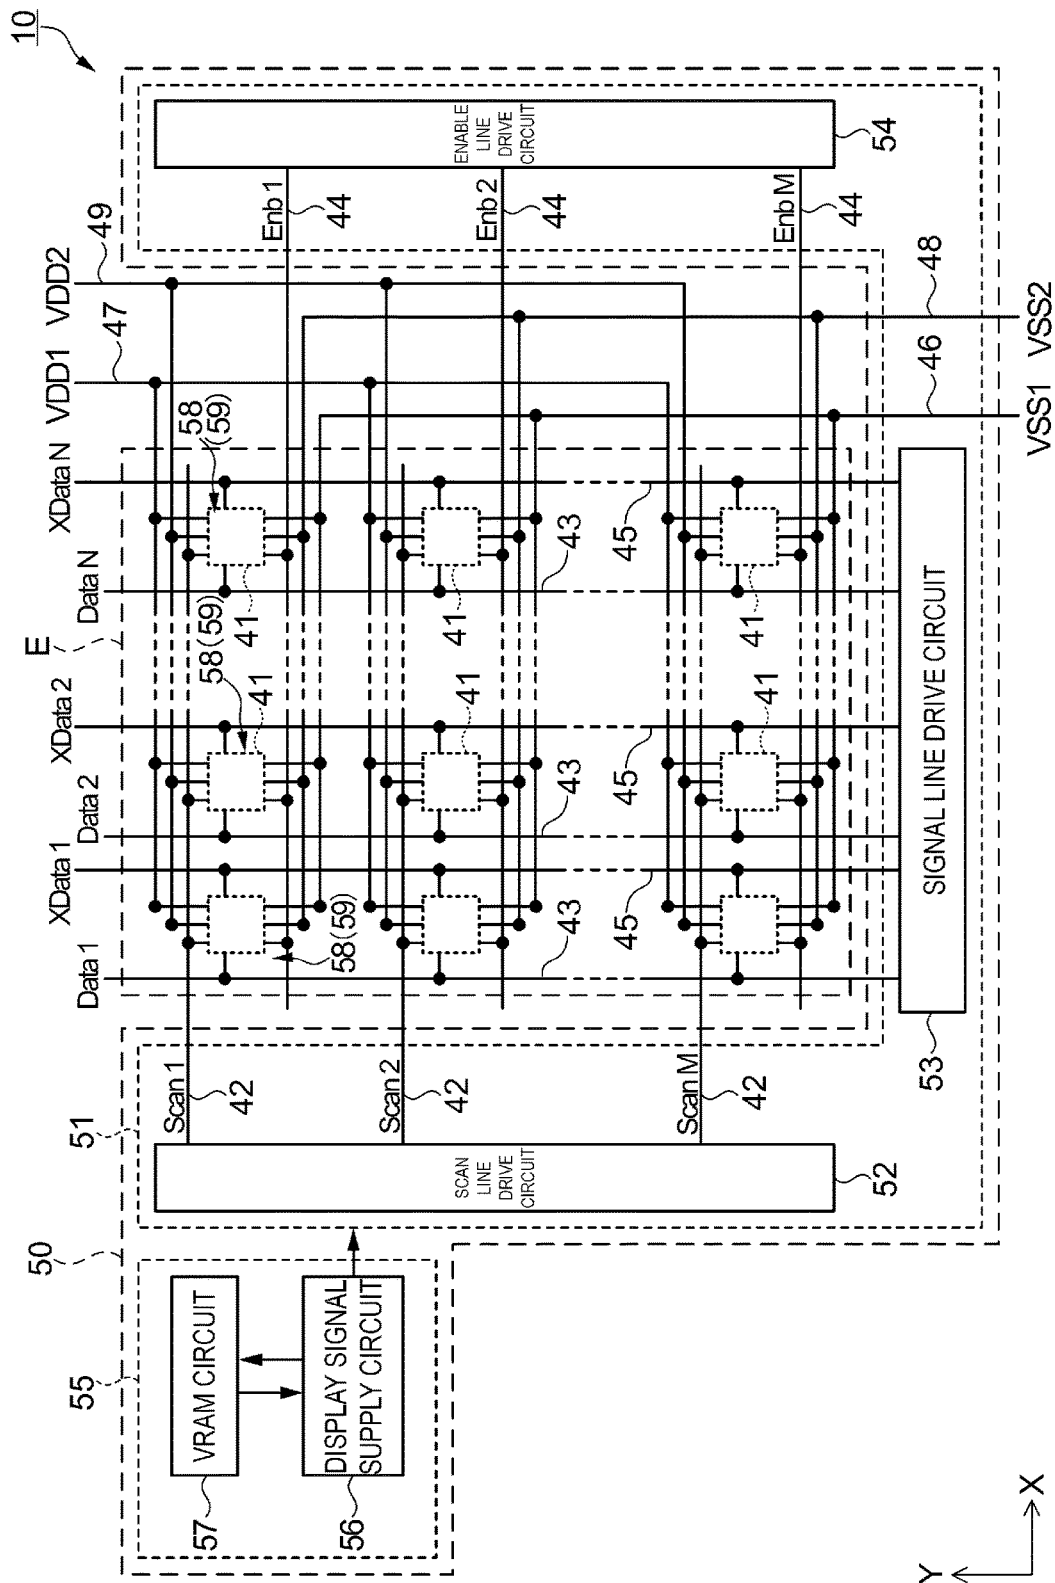 10
50
55
VRAM CIRCUIT
57
DISPLAY SIGNAL
SUPPLY CIRCUIT
56
51
Scan 1
42
Scan 2
42
Scan M
42
SCAN
LINE
DRIVE
CIRCUIT
52
E
Data 1
XData 1
Data 2
XData 2
Data N
XData N
VDD1
47
VDD2
49
58(59)
58(59)
41
58
(59)
41
41
41
43
43
43
45
45
45
41
41
Enb 1
44
Enb 2
44
Enb M
44
ENABLE
LINE
DRIVE
CIRCUIT
54
SIGNAL LINE DRIVE CIRCUIT
53
46
48
VSS1
VSS2
Y
X